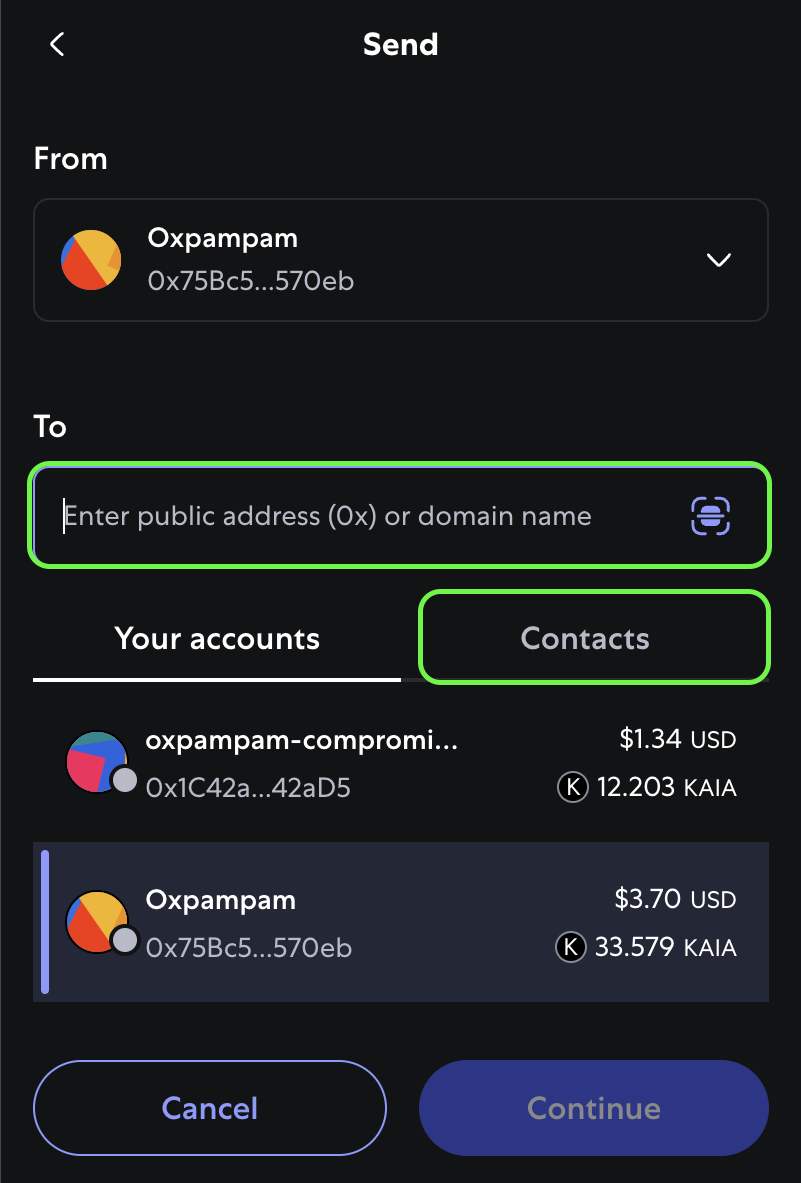 Send
From
Oxpampam
0x75Bc5...570eb
To
Enter public address (0x) or domain name
Your accounts
Contacts
oxpampam-compromi...
$1.34 USD
0x1C42a...42aD5
K 12.203 KAIA
Oxpampam
$3.70 USD
0x75Bc5...570eb
K 33.579 KAIA
Cancel
Continue